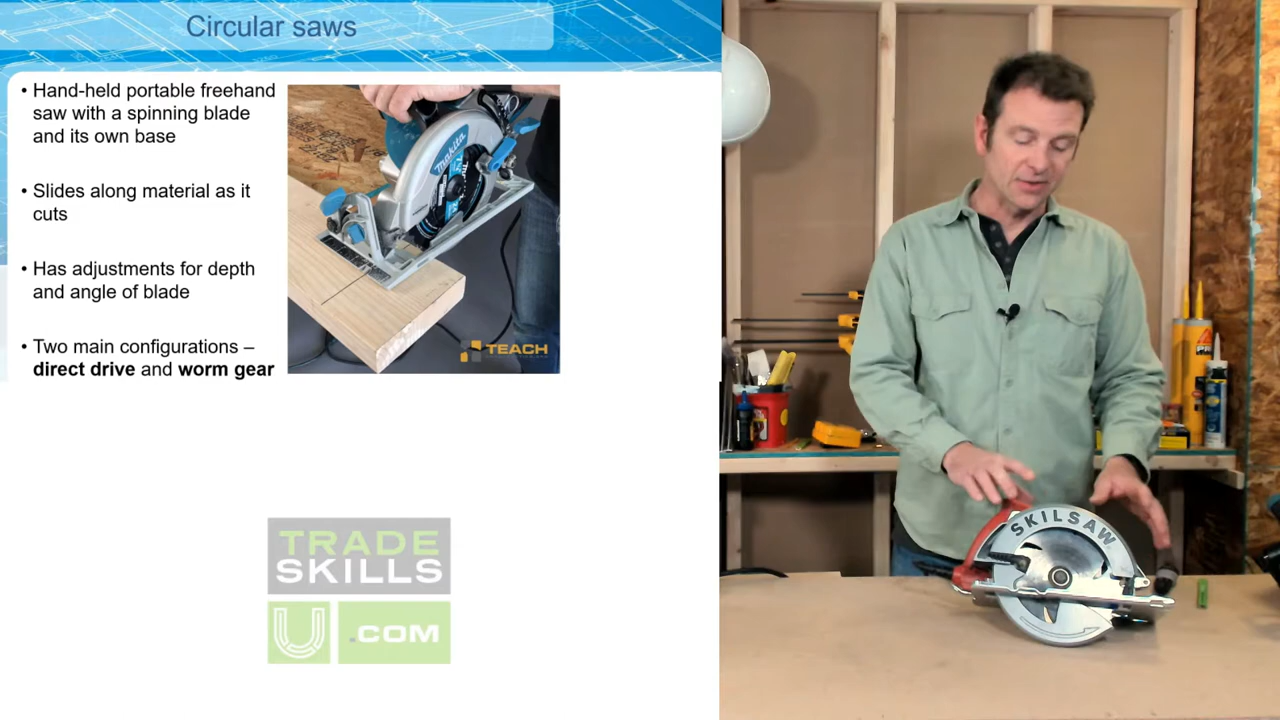 Circular saws
• Hand-held portable freehand
saw with a spinning blade
and its own base
• Slides along material as it
cuts
• Has adjustments for depth
and angle of blade
• Two main configurations –
direct drive and worm gear
makita
TEACH
TRADE
SKILLS
U .COM
SKILSAW